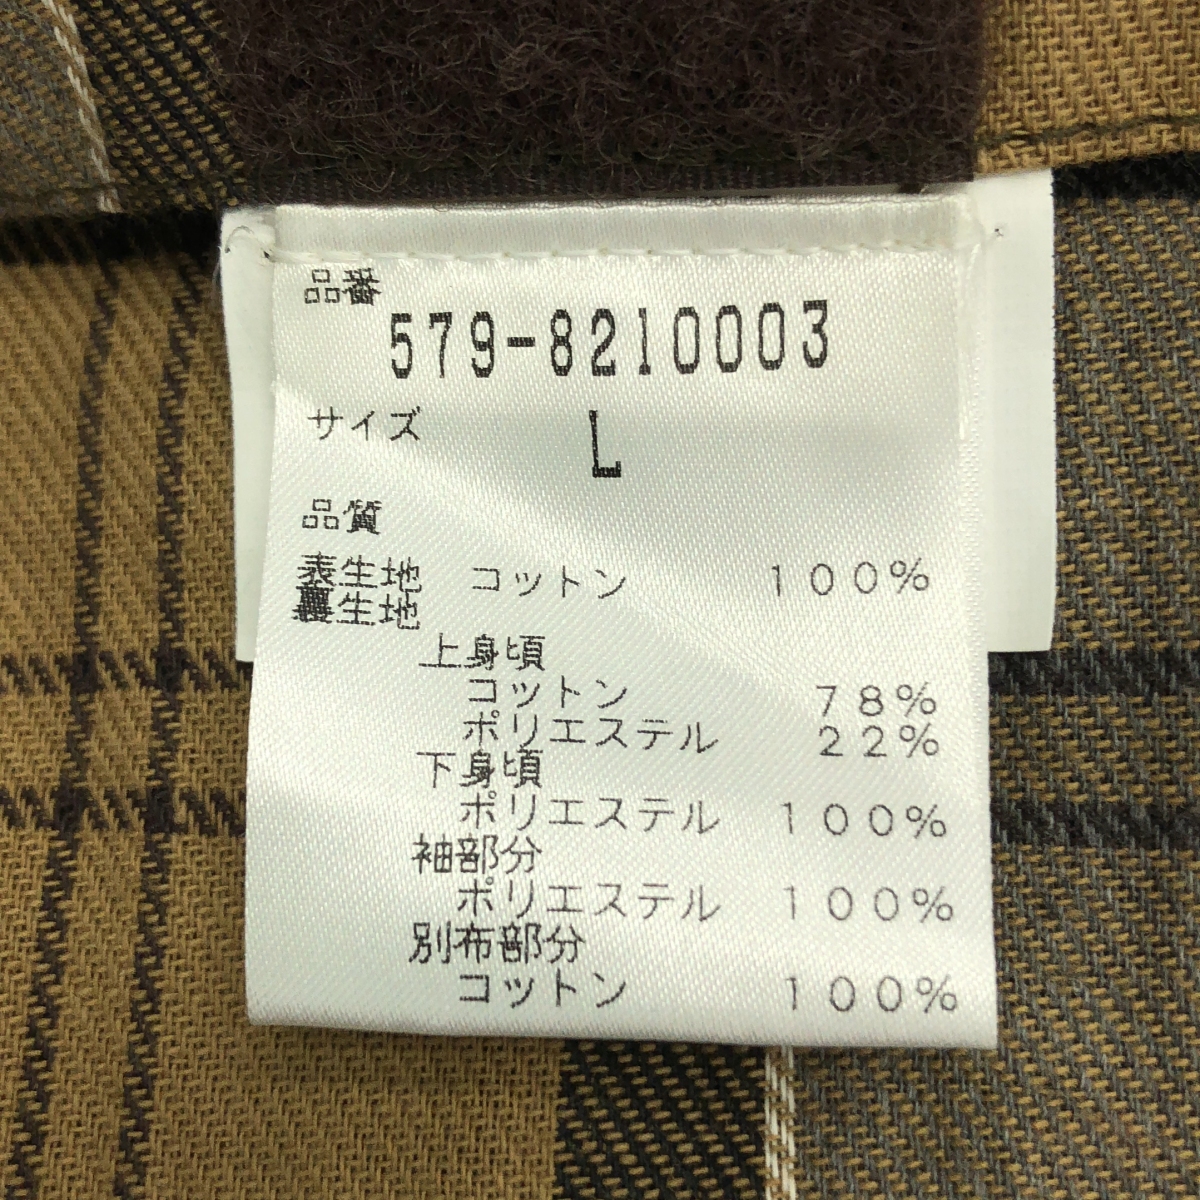 品番
579-8210003
サイズ L
品質
表生地 コットン 100%
裏生地
上身頃
コットン 78%
ポリエステル 22%
下身頃
ポリエステル 100%
袖部分
ポリエステル 100%
別布部分
コットン 100%